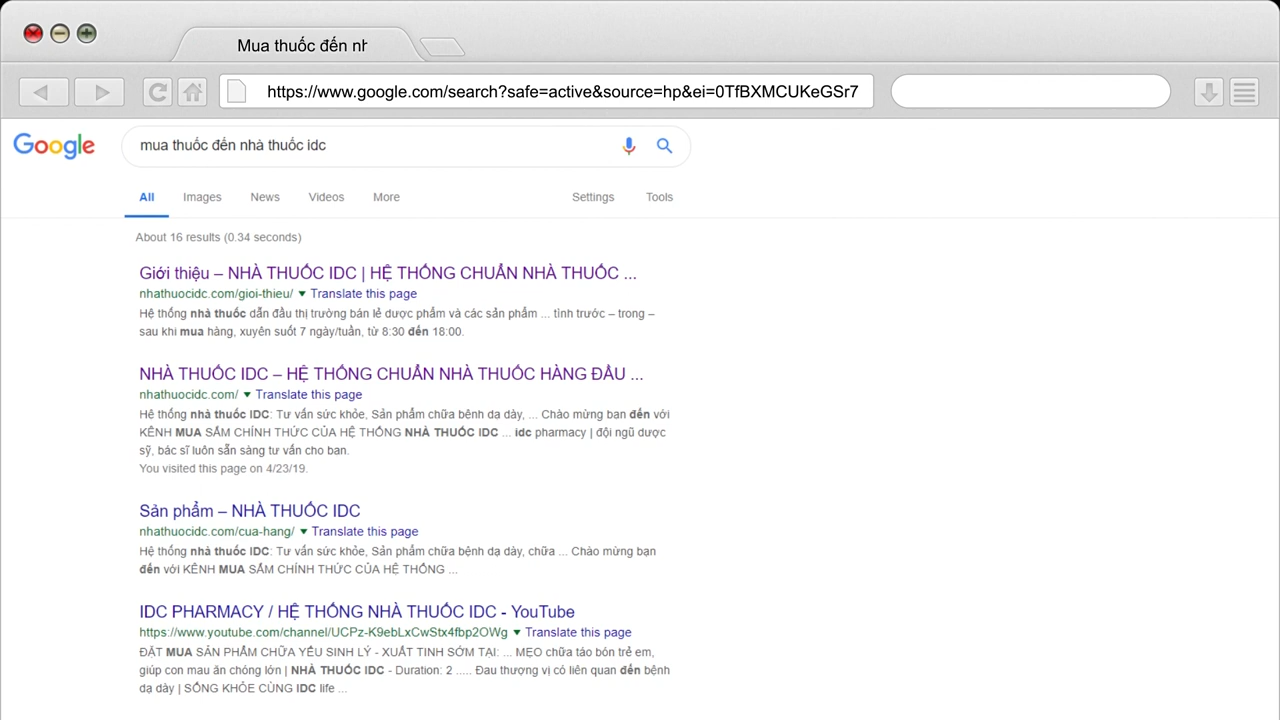 Mua thuốc đến nh
https://www.google.com/search?safe=active&source=hp&ei=0TfBXMCUKeGSr7
Google
mua thuốc đến nhà thuốc idc
All Images News Videos More Settings Tools
About 16 results (0.34 seconds)
Giới thiệu – NHÀ THUỐC IDC | HỆ THỐNG CHUẨN NHÀ THUỐC ...
nhathuocidc.com/gioi-thieu/ ▼ Translate this page
Hệ thống nhà thuốc dẫn đầu thị trường bán lẻ dược phẩm và các sản phẩm ... tình trước – trong –
sau khi mua hàng, xuyên suốt 7 ngày/tuần, từ 8:30 đến 18:00.
NHÀ THUỐC IDC – HỆ THỐNG CHUẨN NHÀ THUỐC HÀNG ĐẦU ...
nhathuocidc.com/ ▼ Translate this page
Hệ thống nhà thuốc IDC: Tư vấn sức khỏe, Sản phẩm chữa bệnh dạ dày, ... Chào mừng bạn đến với
KÊNH MUA SẮM CHÍNH THỨC CỦA HỆ THỐNG NHÀ THUỐC IDC ... idc pharmacy | đội ngũ dược
sỹ, bác sĩ luôn sẵn sàng tư vấn cho bạn.
You visited this page on 4/23/19.
Sản phẩm – NHÀ THUỐC IDC
nhathuocidc.com/cua-hang/ ▼ Translate this page
Hệ thống nhà thuốc IDC: Tư vấn sức khỏe, Sản phẩm chữa bệnh dạ dày, chữa ... Chào mừng bạn
đến với KÊNH MUA SẮM CHÍNH THỨC CỦA HỆ THỐNG ...
IDC PHARMACY / HỆ THỐNG NHÀ THUỐC IDC - YouTube
https://www.youtube.com/channel/UCPz-K9ebLxCwStx4fbp2OWg ▼ Translate this page
ĐẶT MUA SẢN PHẨM CHỮA YẾU SINH LÝ - XUẤT TINH SỚM TẠI: ... MẸO chữa táo bón trẻ em,
giúp con mau ăn chóng lớn | NHÀ THUỐC IDC - Duration: 2 ..... Đau thượng vị có liên quan đến bệnh
dạ dày | SỐNG KHỎE CÙNG IDC life ...